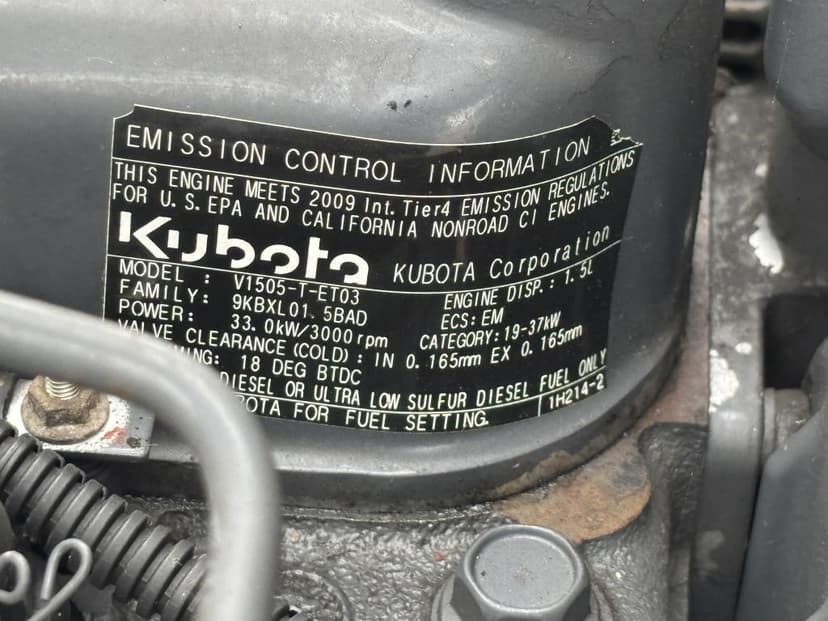 EMISSION CONTROL INFORMATION
THIS ENGINE MEETS 2009 Int. Tier4 EMISSION REGULATIONS
FOR U.S. EPA AND CALIFORNIA NONROAD CI ENGINES.
Kubota KUBOTA Corporation
MODEL : V1505-T-ET03 ENGINE DISP.: 1.5L
FAMILY: 9KBXL01.5BAD ECS: EM
POWER: 33.0kW/3000rpm CATEGORY: 19-37kW
VALVE CLEARANCE (COLD) : IN 0.165mm EX 0.165mm
18 DEG BTDC
DIESEL OR ULTRA LOW SULFUR DIESEL FUEL ONLY
FOR FUEL SETTING. 1H214-2